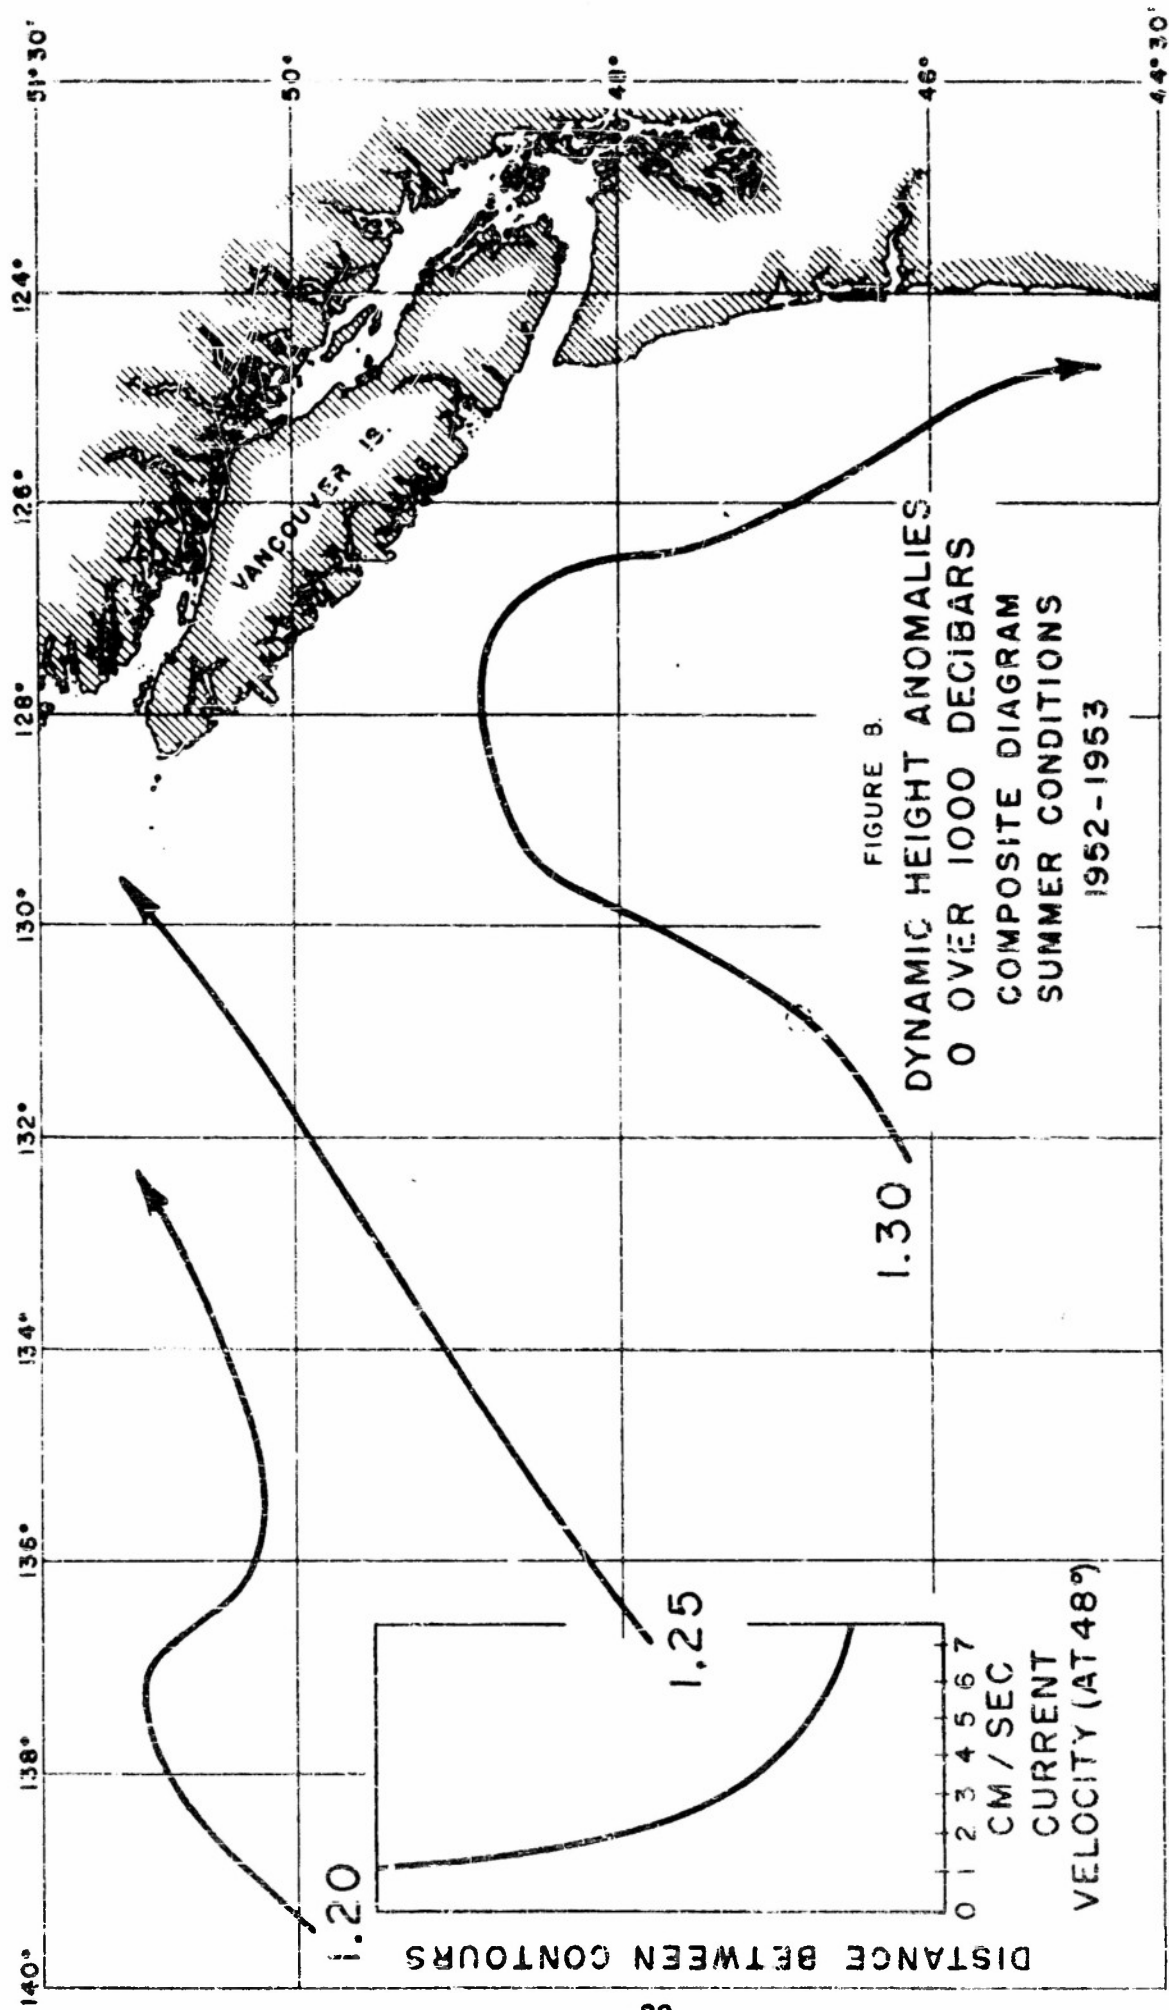 140°
138°
136°
134°
132°
130°
128°
126°
124°
51°30'
50°
48°
46°
44°30'
VANCOUVER IS.
1.20
1.25
1.30
FIGURE 8.
DYNAMIC HEIGHT ANOMALIES
0 OVER 1000 DECIBARS
COMPOSITE DIAGRAM
SUMMER CONDITIONS
1952-1953
DISTANCE BETWEEN CONTOURS
0 1 2 3 4 5 6 7
CM/SEC
CURRENT
VELOCITY (AT 48°)